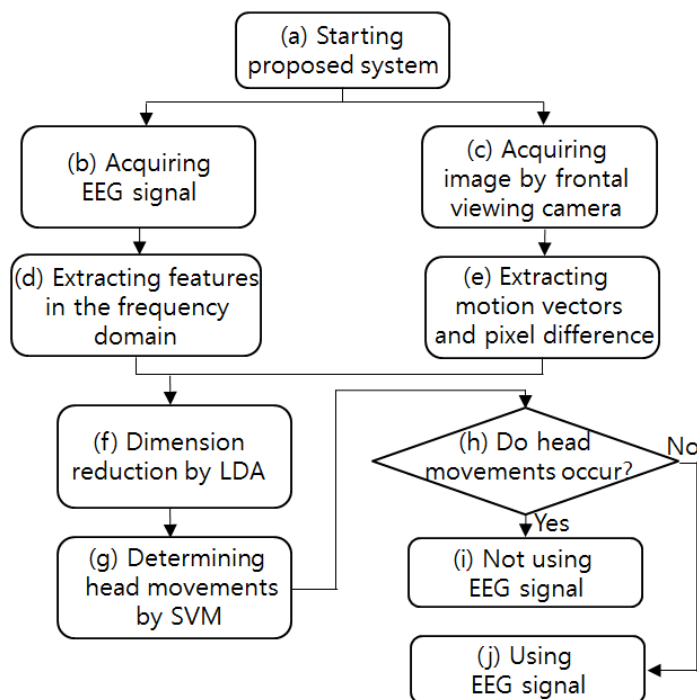 (a) Starting
proposed system
(b) Acquiring
EEG signal
(c) Acquiring
image by frontal
viewing camera
(d) Extracting features
in the frequency
domain
(e) Extracting
motion vectors
and pixel difference
(f) Dimension
reduction by LDA
(g) Determining
head movements
by SVM
(h) Do head
movements occur?
No
Yes
(i) Not using
EEG signal
(j) Using
EEG signal